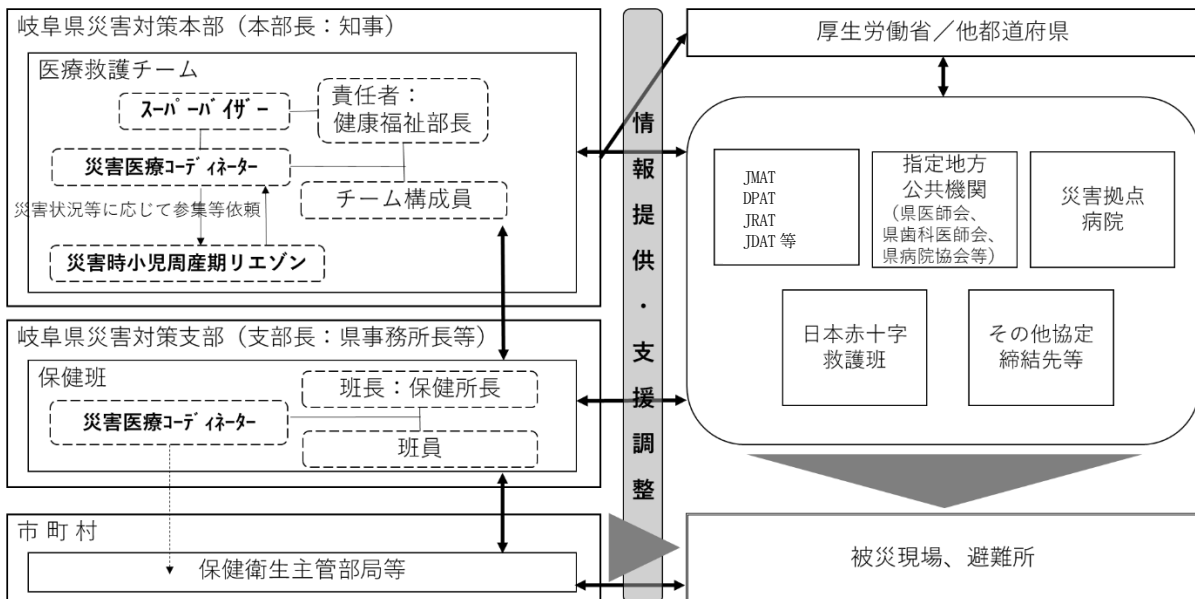 岐阜県災害対策本部（本部長：知事）
医療救護チーム
スーパーバイザー
責任者：
健康福祉部長
災害医療コーディネーター
チーム構成員
災害状況等に応じて参集等依頼
災害時小児周産期リエゾン
岐阜県災害対策支部（支部長：県事務所長等）
保健班
班長：保健所長
災害医療コーディネーター
班員
市町村
保健衛生主管部局等
情報提供・支援調整
厚生労働省／他都道府県
JMAT
DPAT
JRAT
JDAT 等
指定地方
公共機関
（県医師会、
県歯科医師会、
県病院協会等）
災害拠点
病院
日本赤十字
救護班
その他協定
締結先等
被災現場、避難所